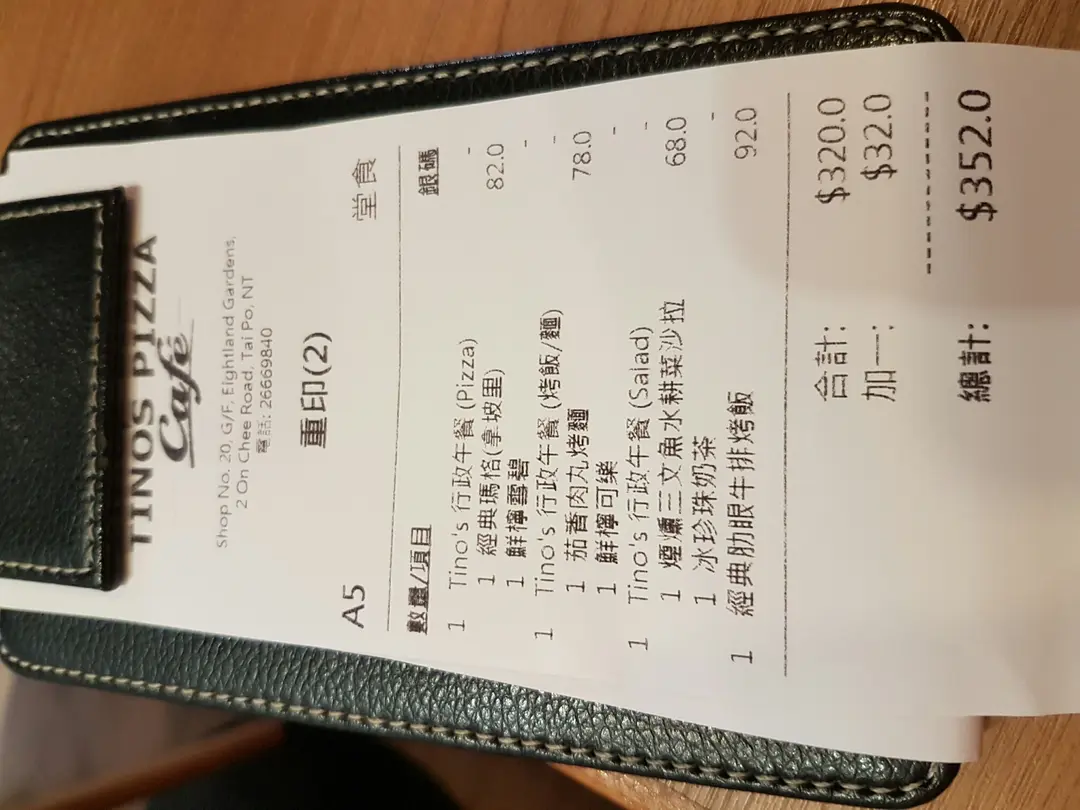 TINOS PIZZA
Café
Shop No. 20, G/F, Eightland Gardens,
2 On Chee Road, Tai Po, NT
電話: 26669840
重印(2)
A5 堂食
數量/項目 銀碼
1 Tino's 行政午餐 (Pizza) -
1 經典瑪格(拿坡里) 82.0
1 鮮檸雪碧 -
1 Tino's 行政午餐 (烤飯/麵) -
1 茄香肉丸烤麵 78.0
1 鮮檸可樂 -
1 Tino's 行政午餐 (Salad) -
1 煙燻三文魚水耕菜沙拉 68.0
1 冰珍珠奶茶 -
1 經典肋眼牛排烤飯 92.0
合計: $320.0
加一: $32.0
總計: $352.0